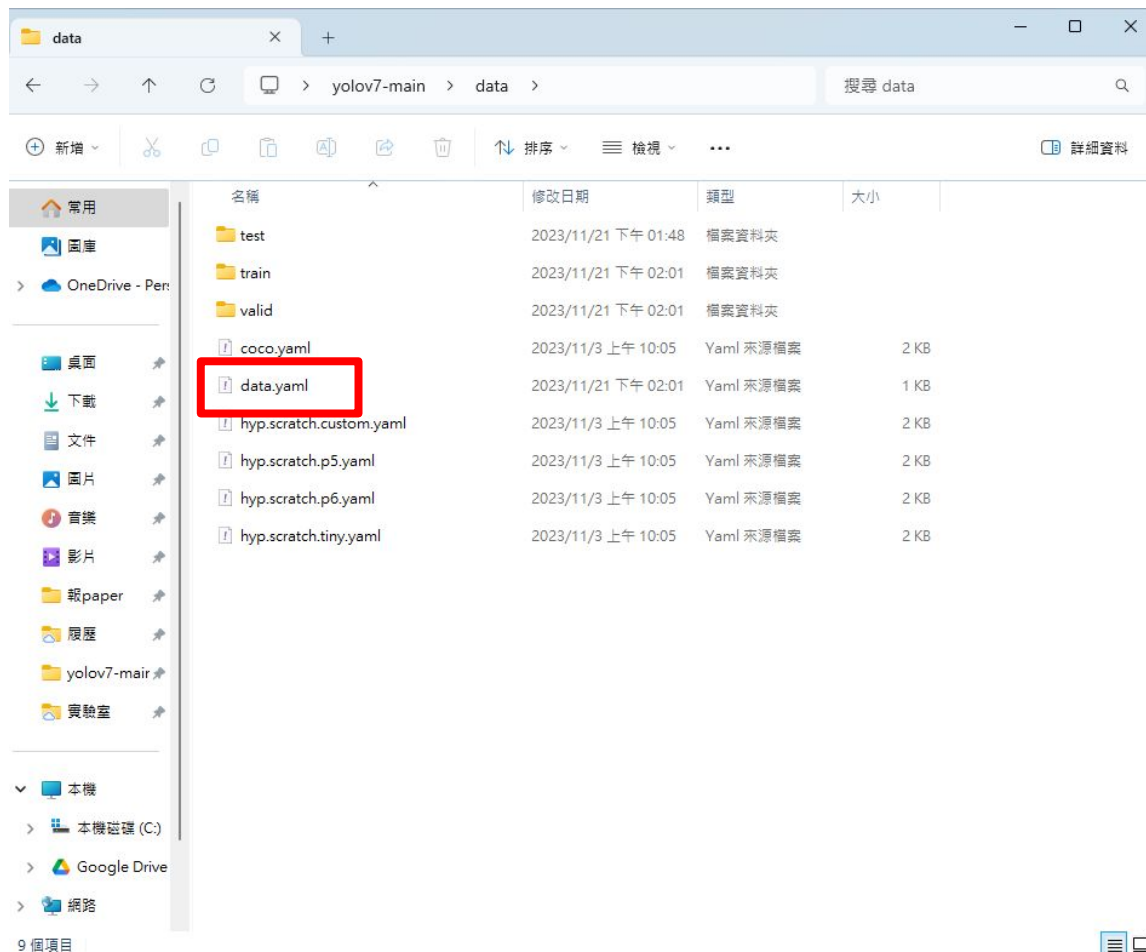 data
yolov7-main > data >
搜尋 data
新增
排序
檢視
詳細資料
常用
圖庫
OneDrive - Pers
桌面
下載
文件
圖片
音樂
影片
報paper
履歷
yolov7-mair
實驗室
本機
本機磁碟 (C:)
Google Drive
網路
名稱 修改日期 類型 大小
test 2023/11/21 下午 01:48 檔案資料夾
train 2023/11/21 下午 02:01 檔案資料夾
valid 2023/11/21 下午 02:01 檔案資料夾
coco.yaml 2023/11/3 上午 10:05 Yaml 來源檔案 2 KB
data.yaml 2023/11/21 下午 02:01 Yaml 來源檔案 1 KB
hyp.scratch.custom.yaml 2023/11/3 上午 10:05 Yaml 來源檔案 2 KB
hyp.scratch.p5.yaml 2023/11/3 上午 10:05 Yaml 來源檔案 2 KB
hyp.scratch.p6.yaml 2023/11/3 上午 10:05 Yaml 來源檔案 2 KB
hyp.scratch.tiny.yaml 2023/11/3 上午 10:05 Yaml 來源檔案 2 KB
9 個項目